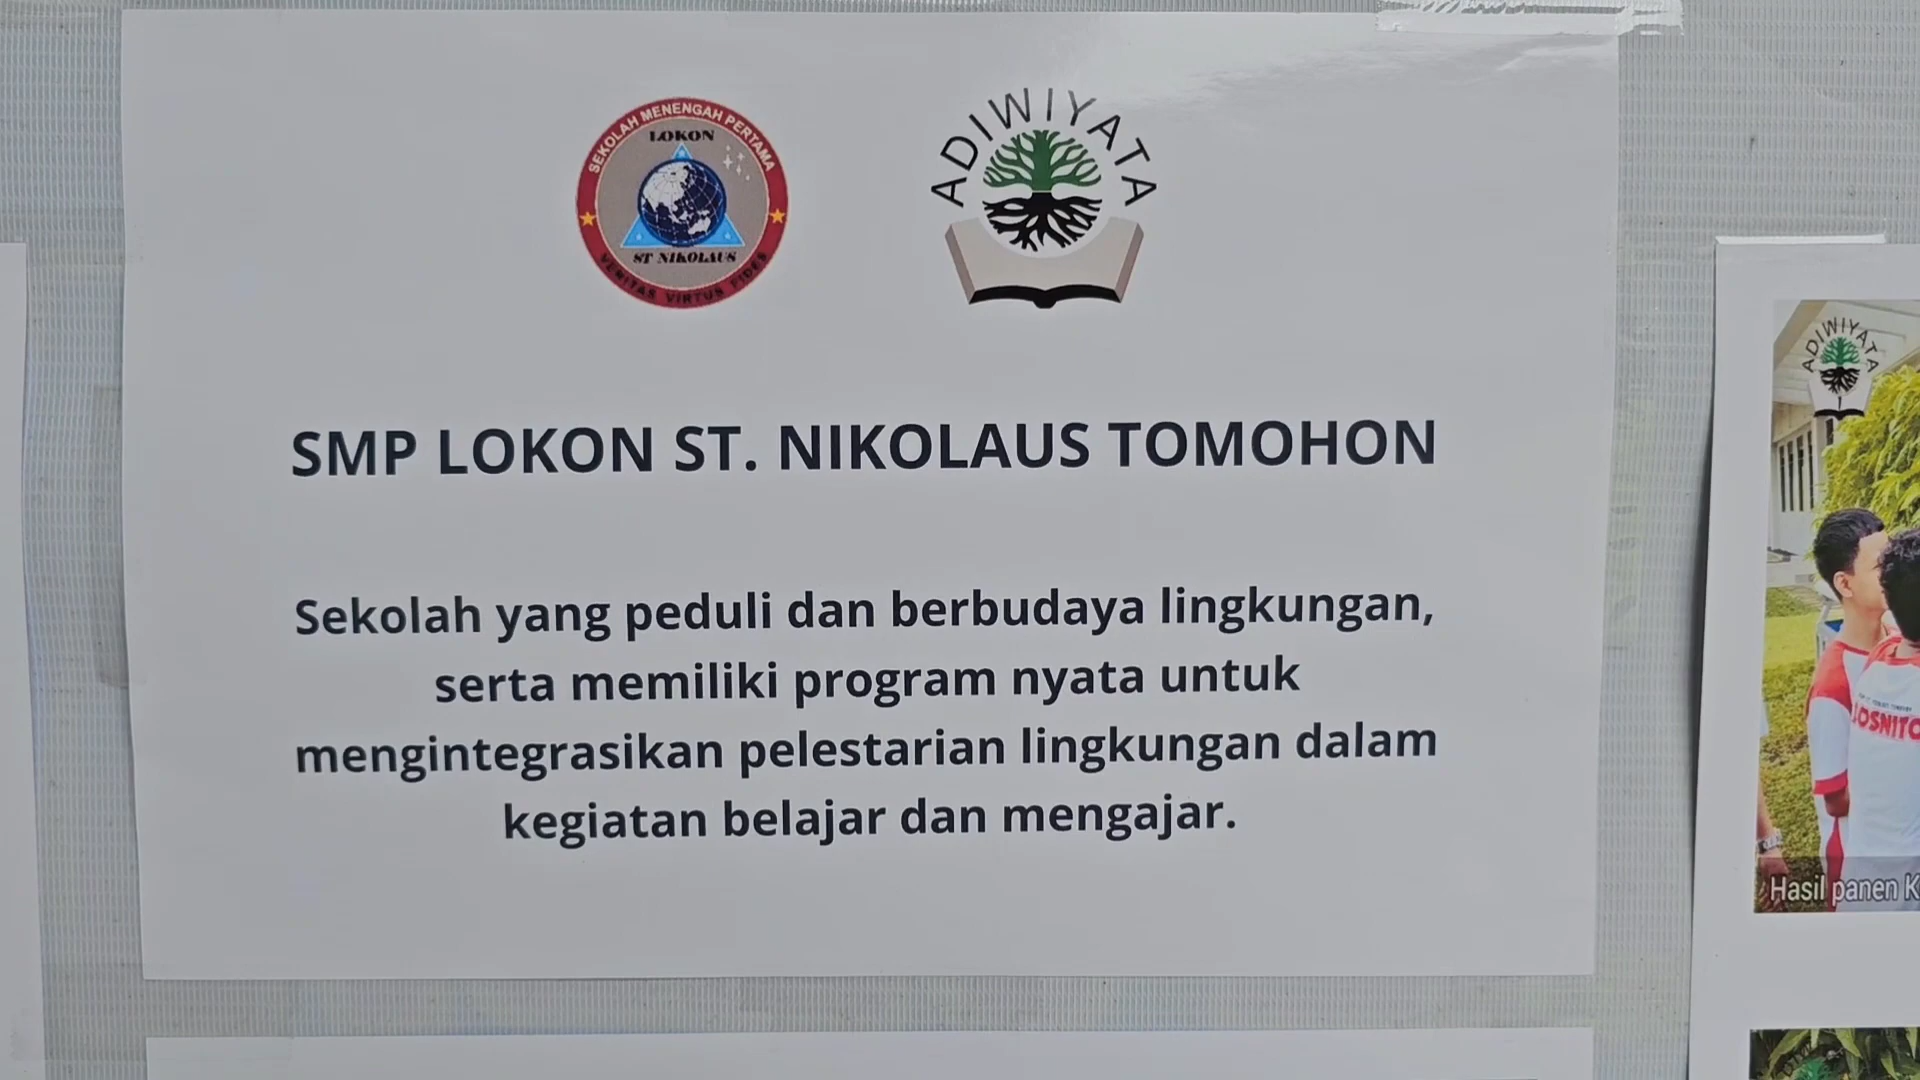 SEKOLAH MENENGAH PERTAMA
LOKON
ST NIKOLAUS
VERITAS VIRTUS FIDES
ADIWIYATA
SMP LOKON ST. NIKOLAUS TOMOHON
Sekolah yang peduli dan berbudaya lingkungan,
serta memiliki program nyata untuk
mengintegrasikan pelestarian lingkungan dalam
kegiatan belajar dan mengajar.
ADIWIYATA
Hasil panen K